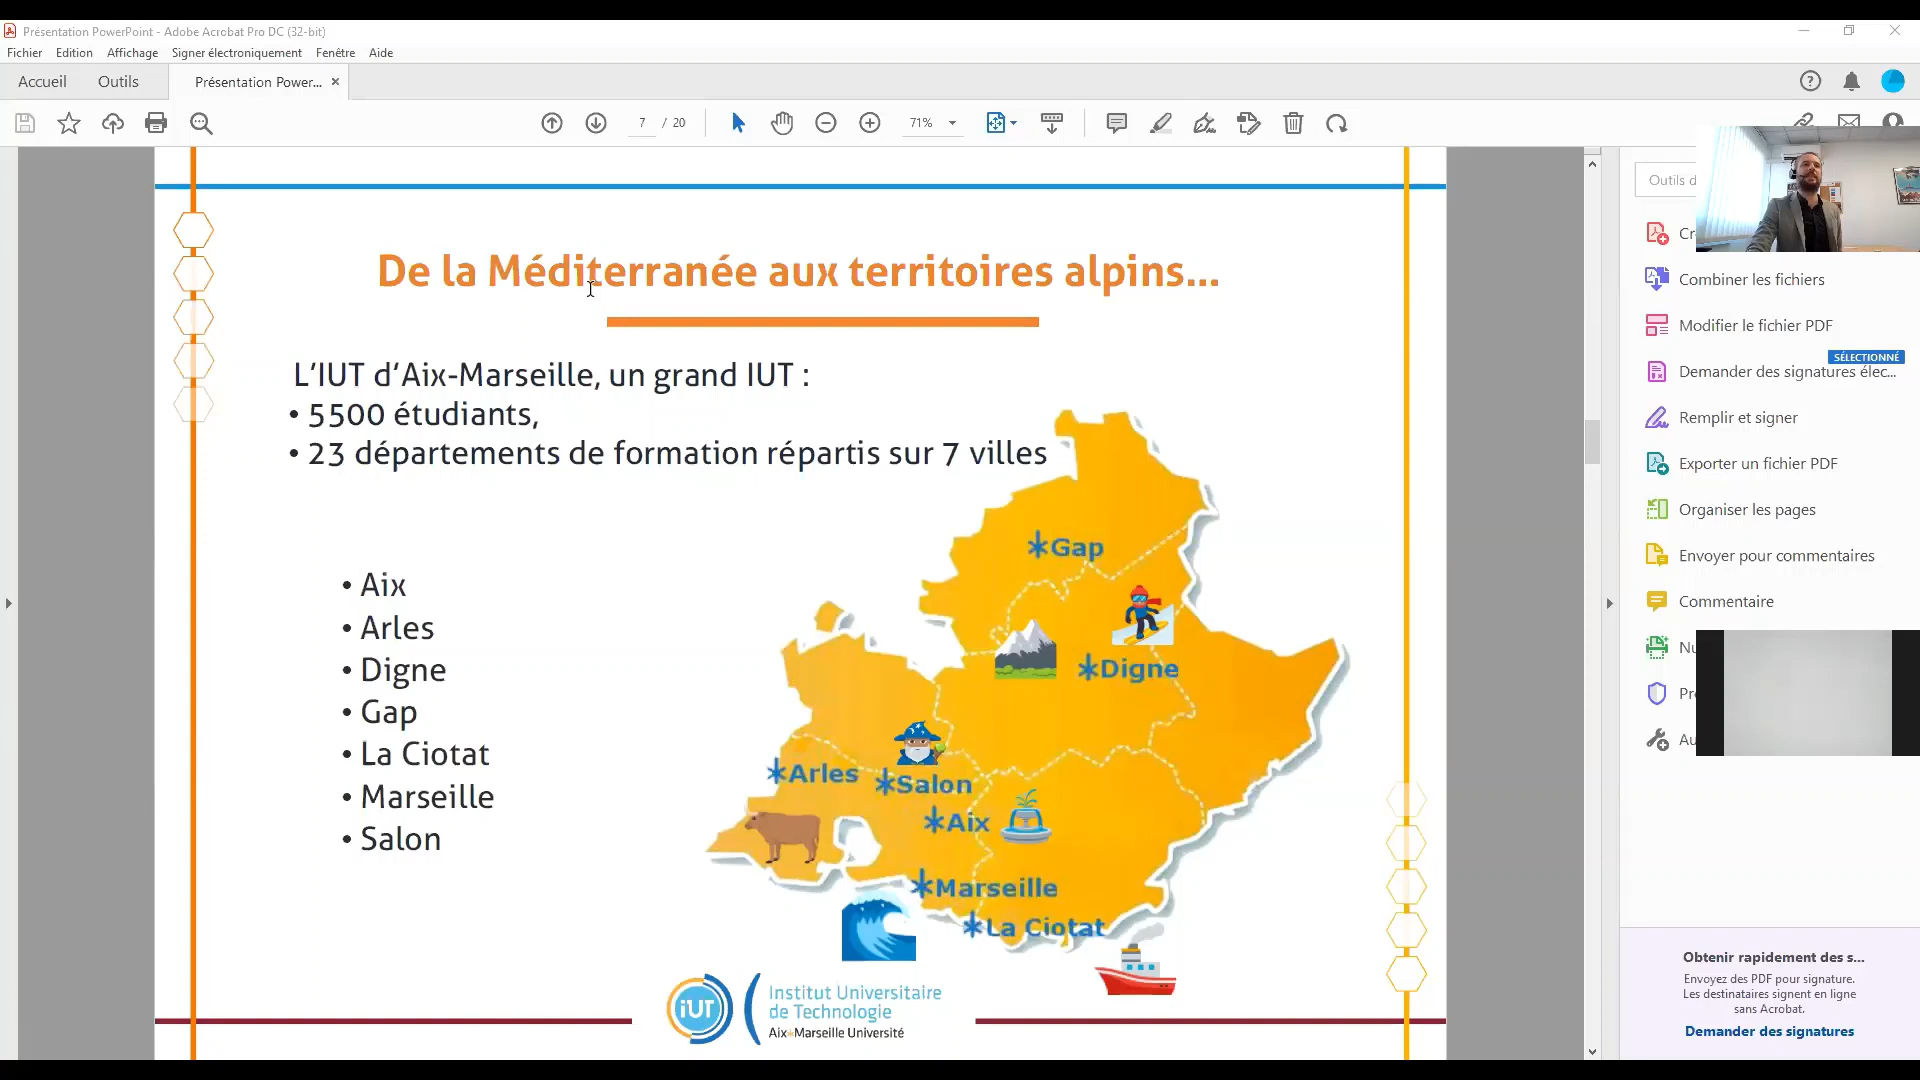 Présentation PowerPoint - Adobe Acrobat Pro DC (32-bit)
Fichier Edition Affichage Signer électroniquement Fenêtre Aide
Accueil Outils Présentation Power... ×
7 / 20 71%
Outils d
De la Méditerranée aux territoires alpins...
L'IUT d'Aix-Marseille, un grand IUT :
• 5500 étudiants,
• 23 départements de formation répartis sur 7 villes
• Aix
• Arles
• Digne
• Gap
• La Ciotat
• Marseille
• Salon
Gap
Digne
Arles
Salon
Aix
Marseille
La Ciotat
iUT
Institut Universitaire
de Technologie
Aix*Marseille Université
Cr
Combiner les fichiers
Modifier le fichier PDF
SÉLECTIONNÉ
Demander des signatures élec...
Remplir et signer
Exporter un fichier PDF
Organiser les pages
Envoyer pour commentaires
Commentaire
Nu
Pr
Au
Obtenir rapidement des s...
Envoyez des PDF pour signature.
Les destinataires signent en ligne
sans Acrobat.
Demander des signatures